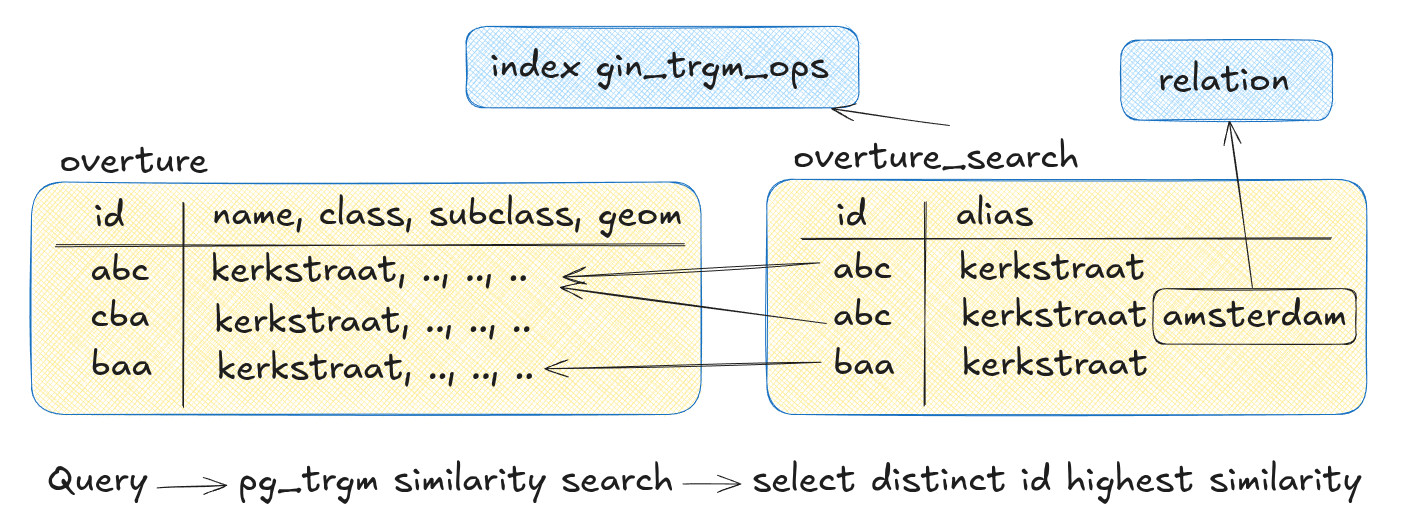 index gin_trgm_ops
relation
overture
id name, class, subclass, geom
abc kerkstraat, .., .., ..
cba kerkstraat, .., .., ..
baa kerkstraat, .., .., ..
overture_search
id alias
abc kerkstraat
abc kerkstraat amsterdam
baa kerkstraat
Query pg_trgm similarity search select distinct id highest similarity